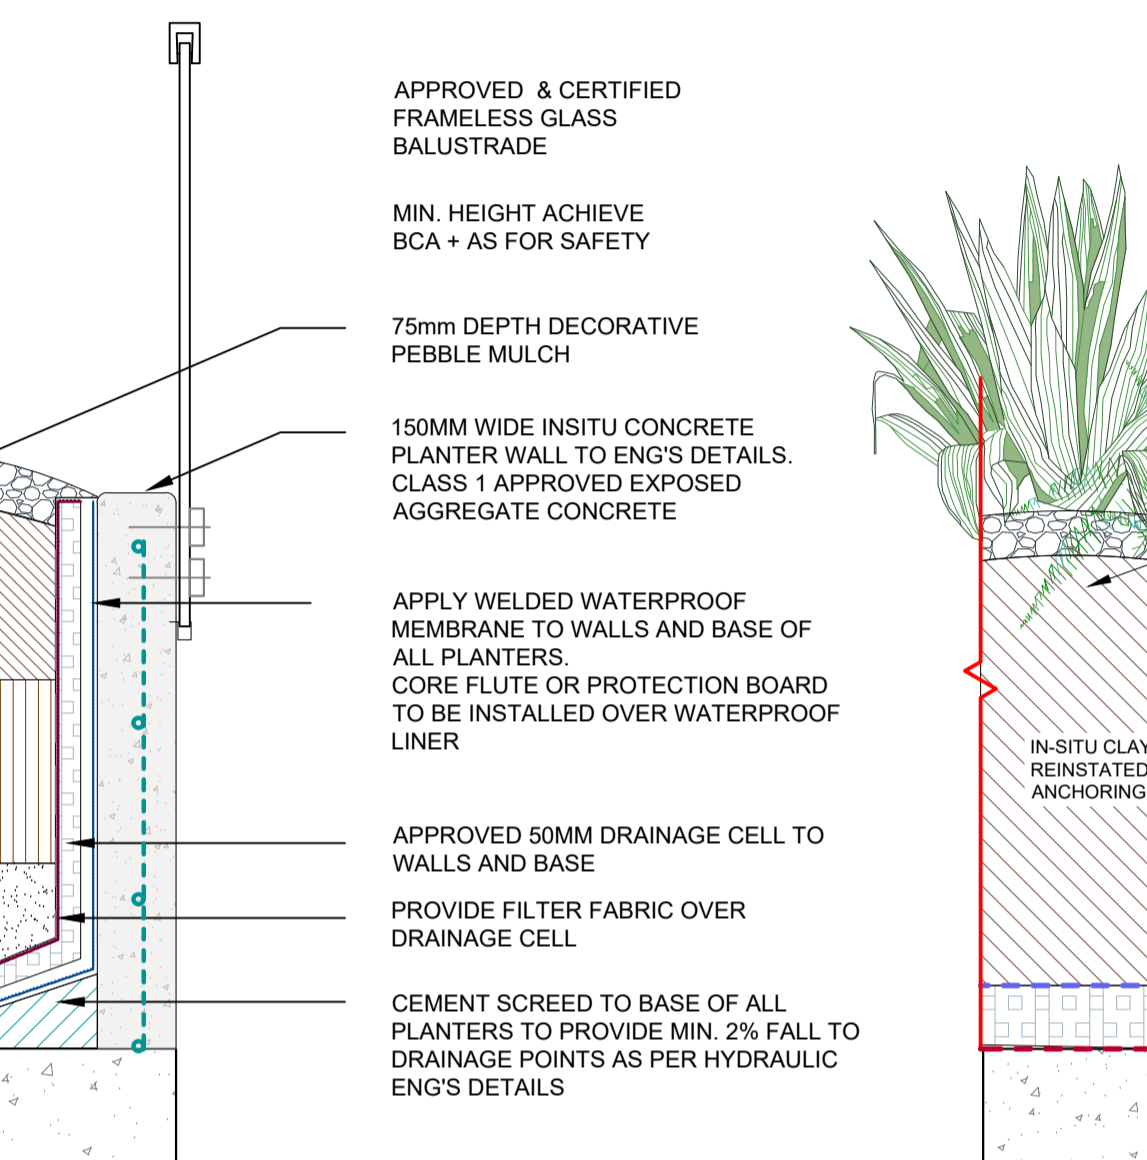 APPROVED & CERTIFIED
FRAMELESS GLASS
BALUSTRADE
MIN. HEIGHT ACHIEVE
BCA + AS FOR SAFETY
75mm DEPTH DECORATIVE
PEBBLE MULCH
150MM WIDE INSITU CONCRETE
PLANTER WALL TO ENG'S DETAILS.
CLASS 1 APPROVED EXPOSED
AGGREGATE CONCRETE
APPLY WELDED WATERPROOF
MEMBRANE TO WALLS AND BASE OF
ALL PLANTERS.
CORE FLUTE OR PROTECTION BOARD
TO BE INSTALLED OVER WATERPROOF
LINER
APPROVED 50MM DRAINAGE CELL TO
WALLS AND BASE
PROVIDE FILTER FABRIC OVER
DRAINAGE CELL
CEMENT SCREED TO BASE OF ALL
PLANTERS TO PROVIDE MIN. 2% FALL TO
DRAINAGE POINTS AS PER HYDRAULIC
ENG'S DETAILS
IN-SITU CLAY
REINSTATED
ANCHORING